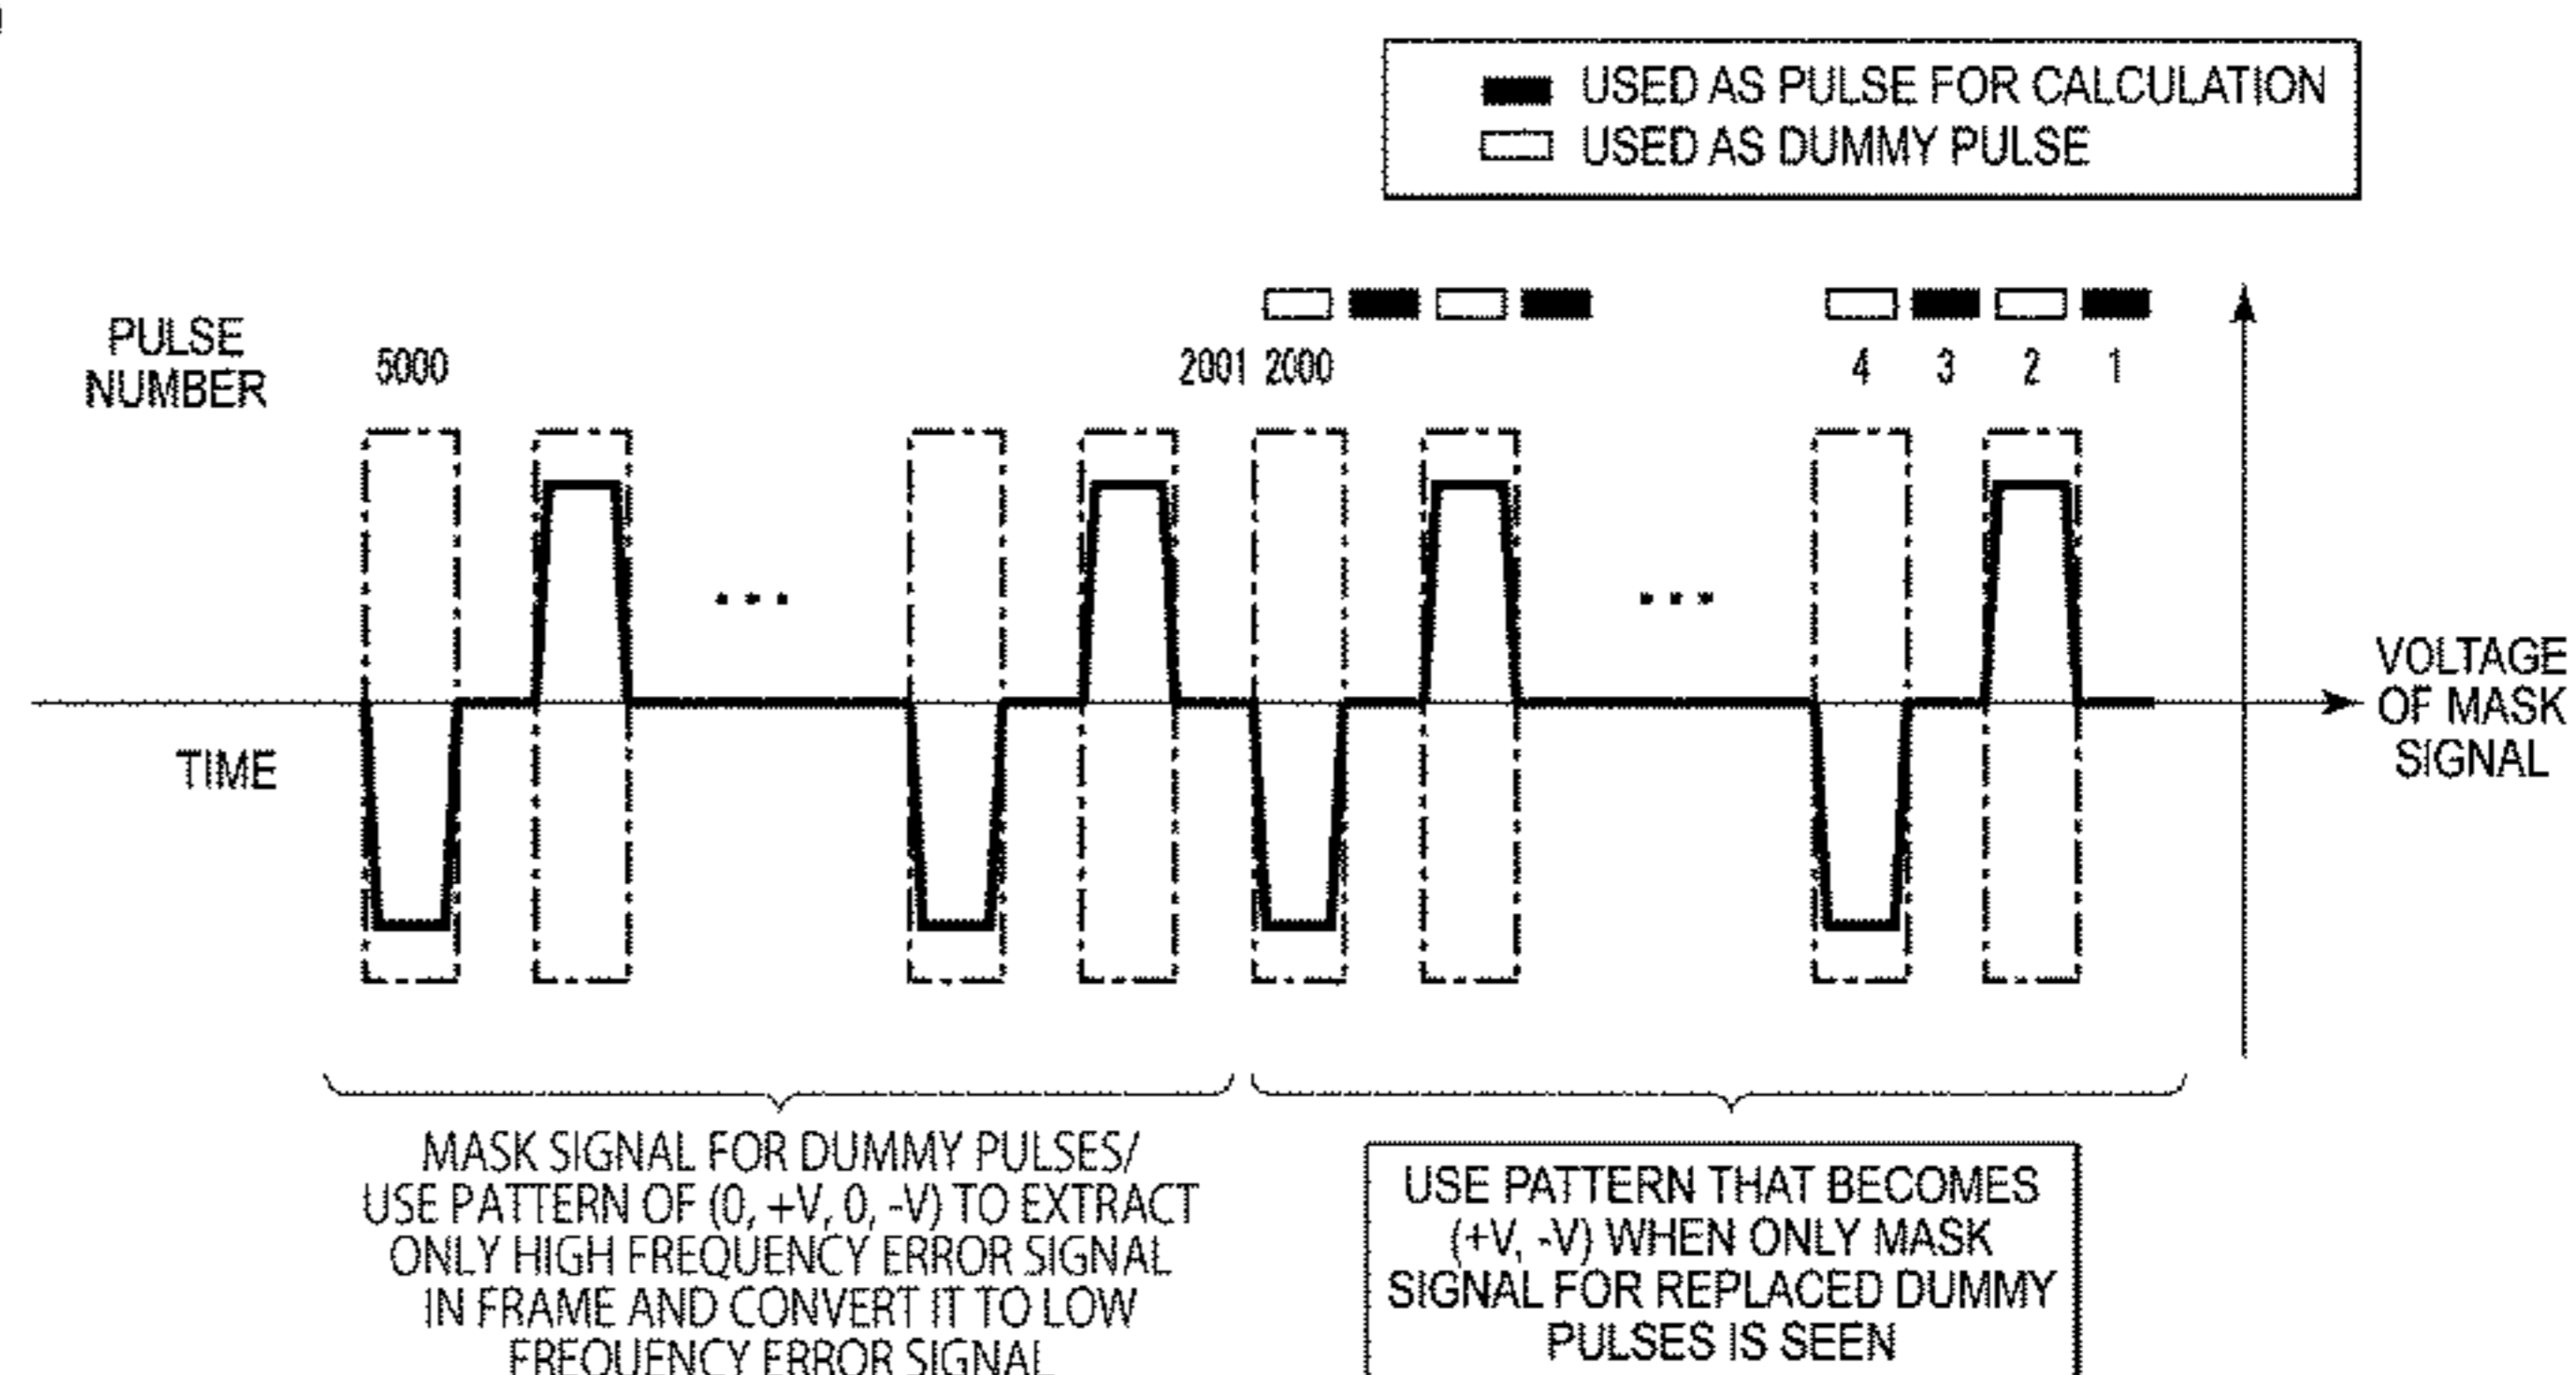 USED AS PULSE FOR CALCULATION
USED AS DUMMY PULSE
PULSE
NUMBER
5000
2001 2000
4 3 2 1
...
...
VOLTAGE
OF MASK
SIGNAL
TIME
MASK SIGNAL FOR DUMMY PULSES/
USE PATTERN OF (0, +V, 0, -V) TO EXTRACT
ONLY HIGH FREQUENCY ERROR SIGNAL
IN FRAME AND CONVERT IT TO LOW
FREQUENCY ERROR SIGNAL
USE PATTERN THAT BECOMES
(+V, -V) WHEN ONLY MASK
SIGNAL FOR REPLACED DUMMY
PULSES IS SEEN